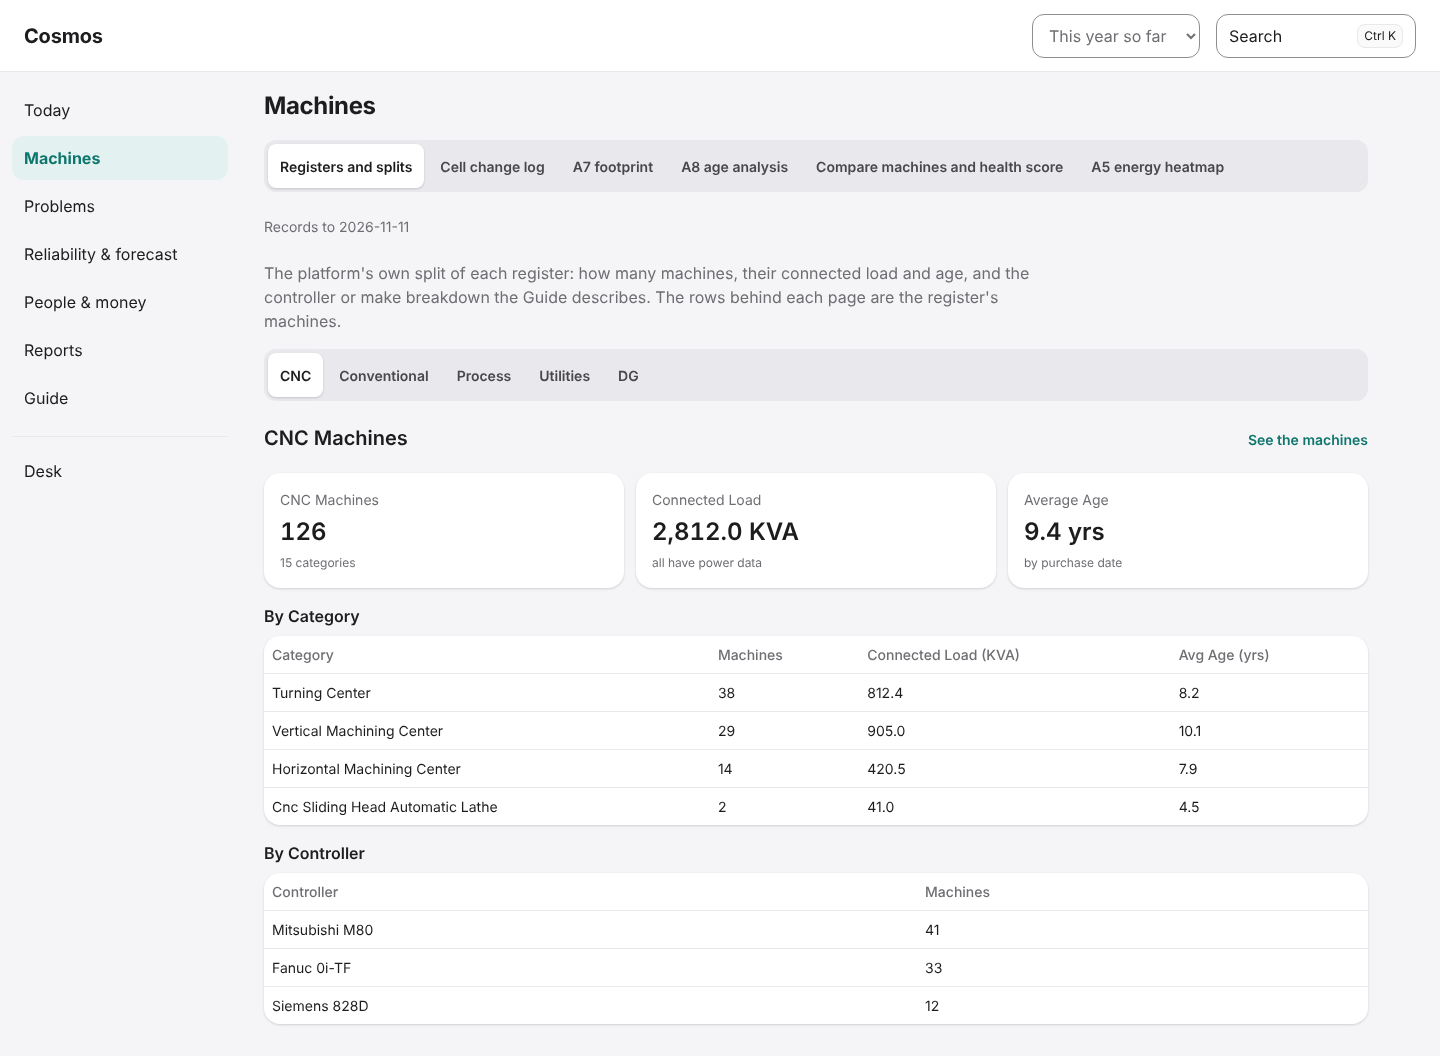 Cosmos
This year so far
Search
Ctrl K
Today
Machines
Problems
Reliability & forecast
People & money
Reports
Guide
Desk
Machines
Registers and splits
Cell change log
A7 footprint
A8 age analysis
Compare machines and health score
A5 energy heatmap
Records to 2026-11-11
The platform's own split of each register: how many machines, their connected load and age, and the
controller or make breakdown the Guide describes. The rows behind each page are the register's
machines.
CNC
Conventional
Process
Utilities
DG
CNC Machines
See the machines
CNC Machines
126
15 categories
Connected Load
2,812.0 KVA
all have power data
Average Age
9.4 yrs
by purchase date
By Category
Category Machines Connected Load (KVA) Avg Age (yrs)
Turning Center 38 812.4 8.2
Vertical Machining Center 29 905.0 10.1
Horizontal Machining Center 14 420.5 7.9
Cnc Sliding Head Automatic Lathe 2 41.0 4.5
By Controller
Controller Machines
Mitsubishi M80 41
Fanuc 0i-TF 33
Siemens 828D 12